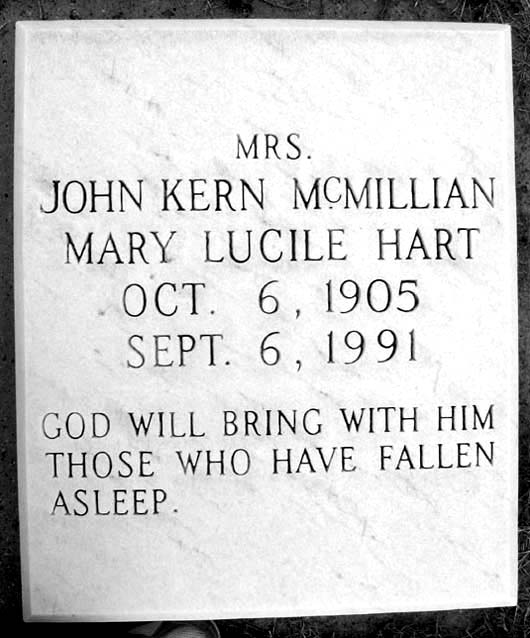 MRS.
JOHN KERN MCMILLIAN
MARY LUCILE HART
OCT. 6, 1905
SEPT. 6, 1991
GOD WILL BRING WITH HIM
THOSE WHO HAVE FALLEN
ASLEEP.